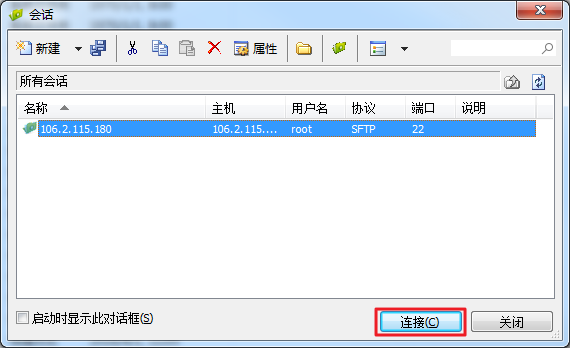 会话
新建 属性
所有会话
名称 主机 用户名 协议 端口 说明
106.2.115.180 106.2.115.... root SFTP 22
启动时显示此对话框(S) 连接(C) 关闭